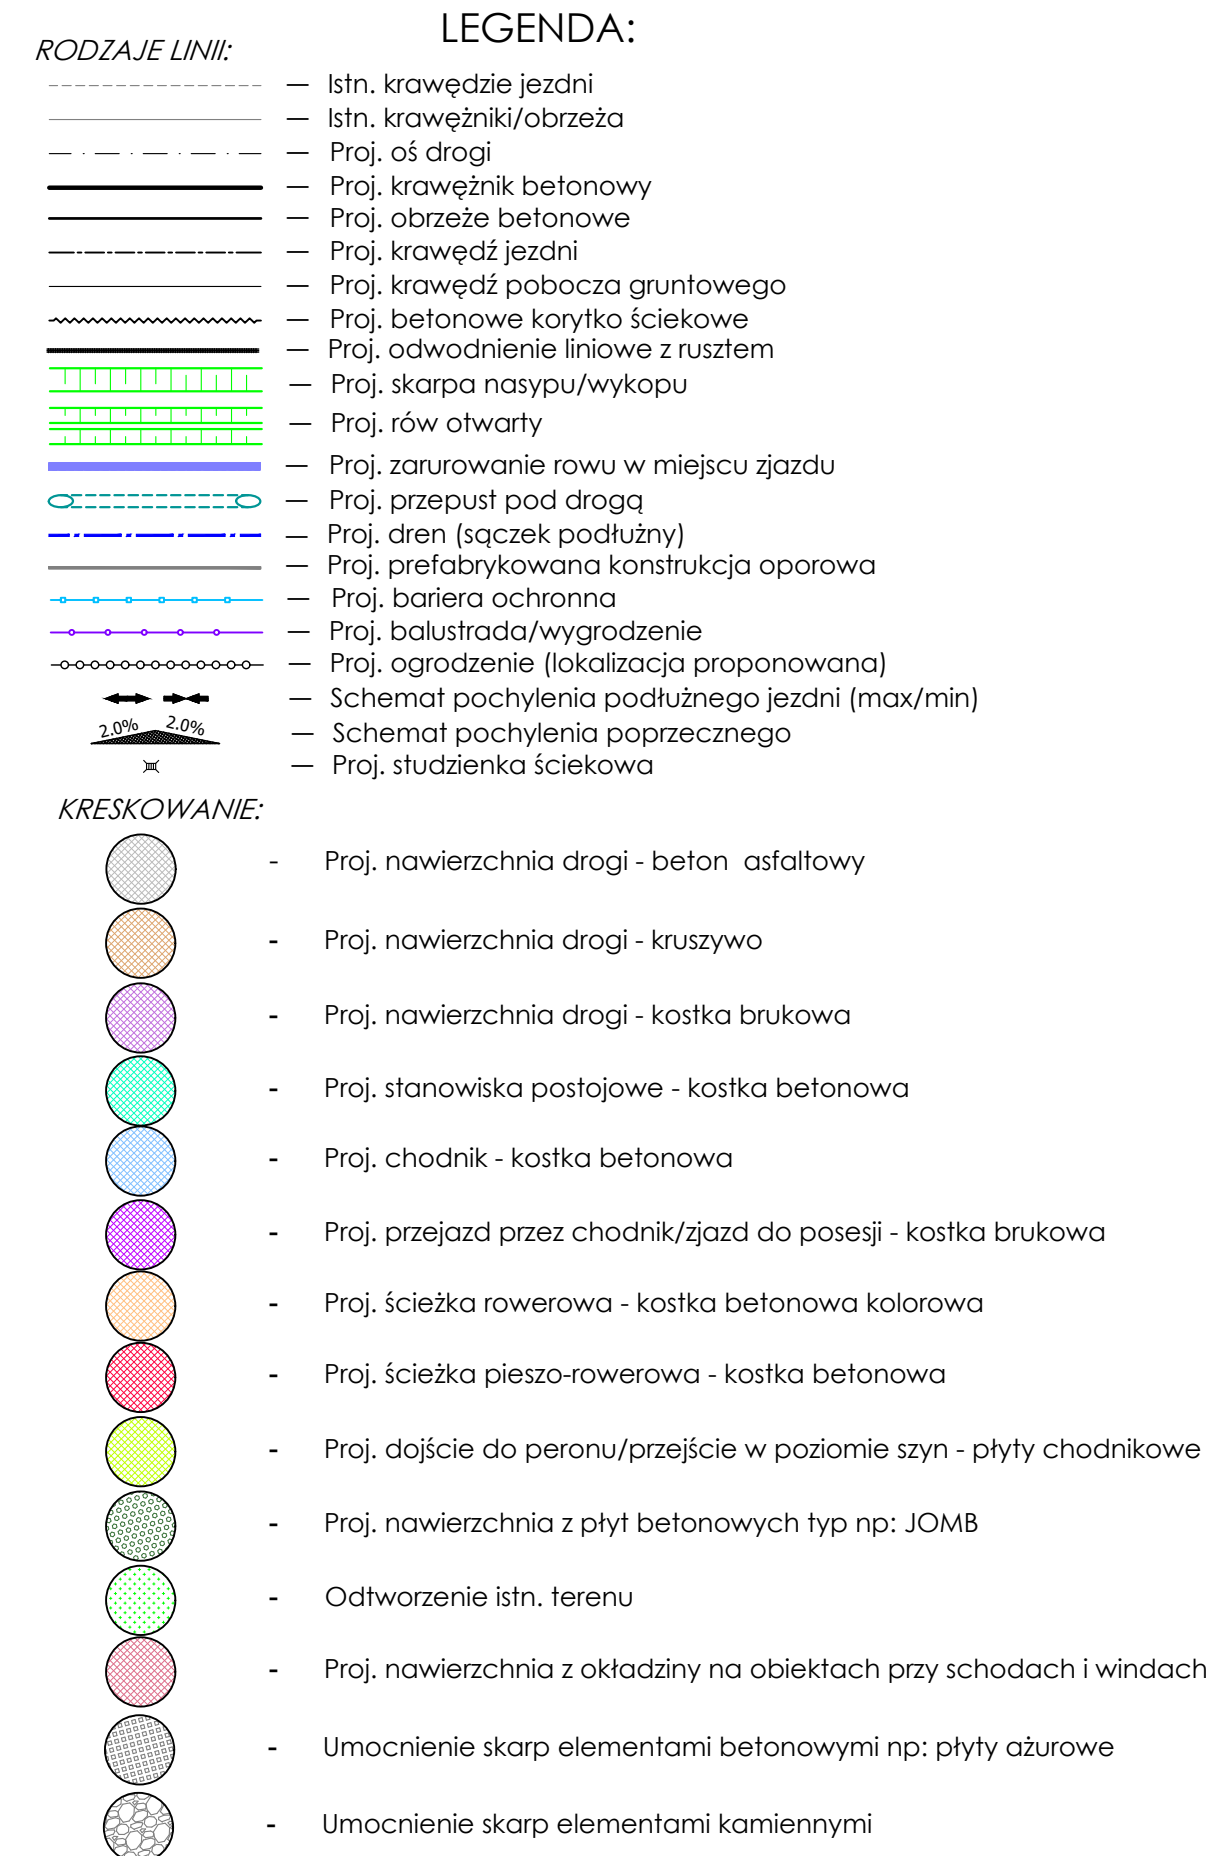 LEGENDA:
RODZAJE LINII:
— Istn. krawędzie jezdni
— Istn. krawężniki/obrzeża
— Proj. oś drogi
— Proj. krawężnik betonowy
— Proj. obrzeże betonowe
— Proj. krawędź jezdni
— Proj. krawędź pobocza gruntowego
— Proj. betonowe korytko ściekowe
— Proj. odwodnienie liniowe z rusztem
— Proj. skarpa nasypu/wykopu
— Proj. rów otwarty
— Proj. zarurowanie rowu w miejscu zjazdu
— Proj. przepust pod drogą
— Proj. dren (sączek podłużny)
— Proj. prefabrykowana konstrukcja oporowa
— Proj. bariera ochronna
— Proj. balustrada/wygrodzenie
— Proj. ogrodzenie (lokalizacja proponowana)
— Schemat pochylenia podłużnego jezdni (max/min)
2.0% 2.0% — Schemat pochylenia poprzecznego
— Proj. studzienka ściekowa
KRESKOWANIE:
- Proj. nawierzchnia drogi - beton asfaltowy
- Proj. nawierzchnia drogi - kruszywo
- Proj. nawierzchnia drogi - kostka brukowa
- Proj. stanowiska postojowe - kostka betonowa
- Proj. chodnik - kostka betonowa
- Proj. przejazd przez chodnik/zjazd do posesji - kostka brukowa
- Proj. ścieżka rowerowa - kostka betonowa kolorowa
- Proj. ścieżka pieszo-rowerowa - kostka betonowa
- Proj. dojście do peronu/przejście w poziomie szyn - płyty chodnikowe
- Proj. nawierzchnia z płyt betonowych typ np: JOMB
- Odtworzenie istn. terenu
- Proj. nawierzchnia z okładziny na obiektach przy schodach i windach
- Umocnienie skarp elementami betonowymi np: płyty ażurowe
- Umocnienie skarp elementami kamiennymi